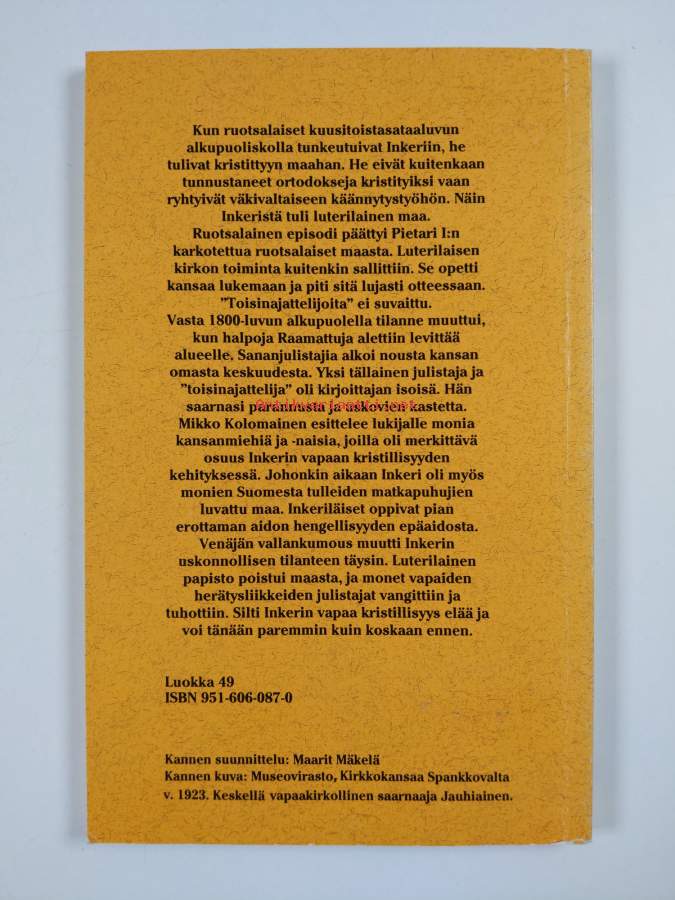 Kun ruotsalaiset kuusitoistasataaluvun
alkupuoliskolla tunkeutuivat Inkeriin, he
tulivat kristittyyn maahan. He eivät kuitenkaan
tunnustaneet ortodokseja kristityiksi vaan
ryhtyivät väkivaltaiseen käännytystyöhön. Näin
Inkeristä tuli luterilainen maa.
Ruotsalainen episodi päättyi Pietari I:n
karkotettua ruotsalaiset maasta. Luterilaisen
kirkon toiminta kuitenkin sallittiin. Se opetti
kansaa lukemaan ja piti sitä lujasti otteessaan.
"Toisinajattelijoita" ei suvaittu.
Vasta 1800-luvun alkupuolella tilanne muuttui,
kun halpoja Raamattuja alettiin levittää
alueelle. Sananjulistajia alkoi nousta kansan
omasta keskuudesta. Yksi tällainen julistaja ja
"toisinajattelija" oli kirjoittajan isoisä. Hän
saarnasi parannusta ja uskovien kastetta.
Mikko Kolomainen esittelee lukijalle monia
kansanmiehiä ja -naisia, joilla oli merkittävä
osuus Inkerin vapaan kristillisyyden
kehityksessä. Johonkin aikaan Inkeri oli myös
monien Suomesta tulleiden matkapuhujien
luvattu maa. Inkeriläiset oppivat pian
erottaman aidon hengellisyyden epäaidosta.
Venäjän vallankumous muutti Inkerin
uskonnollisen tilanteen täysin. Luterilainen
papisto poistui maasta, ja monet vapaiden
herätysliikkeiden julistajat vangittiin ja
tuhottiin. Silti Inkerin vapaa kristillisyys elää ja
voi tänään paremmin kuin koskaan ennen.
Luokka 49
ISBN 951-606-087-0
Kannen suunnittelu: Maarit Mäkelä
Kannen kuva: Museovirasto, Kirkkokansaa Spankkovalta
v. 1923. Keskellä vapaakirkollinen saarnaaja Jauhiainen.